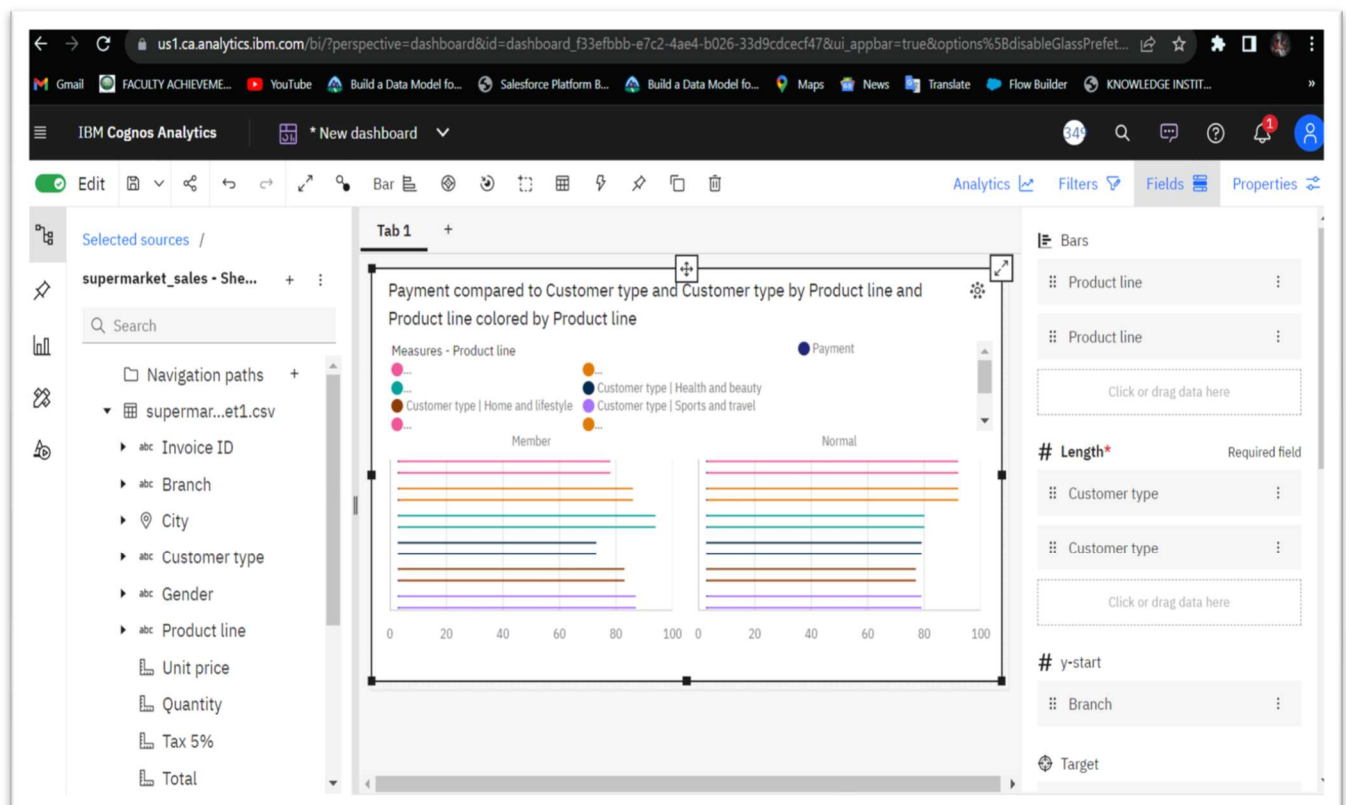 us1.ca.analytics.ibm.com/bi/?perspective=dashboard&id=dashboard_f33efbbb-e7c2-4ae4-b026-33d9cdcecf47&ui_appbar=true&options%5BdisableGlassPrefet...
Gmail FACULTY ACHIEVEME... YouTube Build a Data Model fo... Salesforce Platform B... Build a Data Model fo... Maps News Translate Flow Builder KNOWLEDGE INSTIT... »
IBM Cognos Analytics * New dashboard 349 1
Edit Bar Analytics Filters Fields Properties
Selected sources /
supermarket_sales - She... +
Search
Navigation paths +
supermar...et1.csv
abc Invoice ID
abc Branch
City
abc Customer type
abc Gender
abc Product line
Unit price
Quantity
Tax 5%
Total
Tab 1 +
Payment compared to Customer type and Customer type by Product line and
Product line colored by Product line
Measures - Product line Payment
... ...
... Customer type | Health and beauty
Customer type | Home and lifestyle Customer type | Sports and travel
... ...
Member Normal
0 20 40 60 80 100 0 20 40 60 80 100
Bars
Product line
Product line
Click or drag data here
# Length* Required field
Customer type
Customer type
Click or drag data here
# y-start
Branch
Target